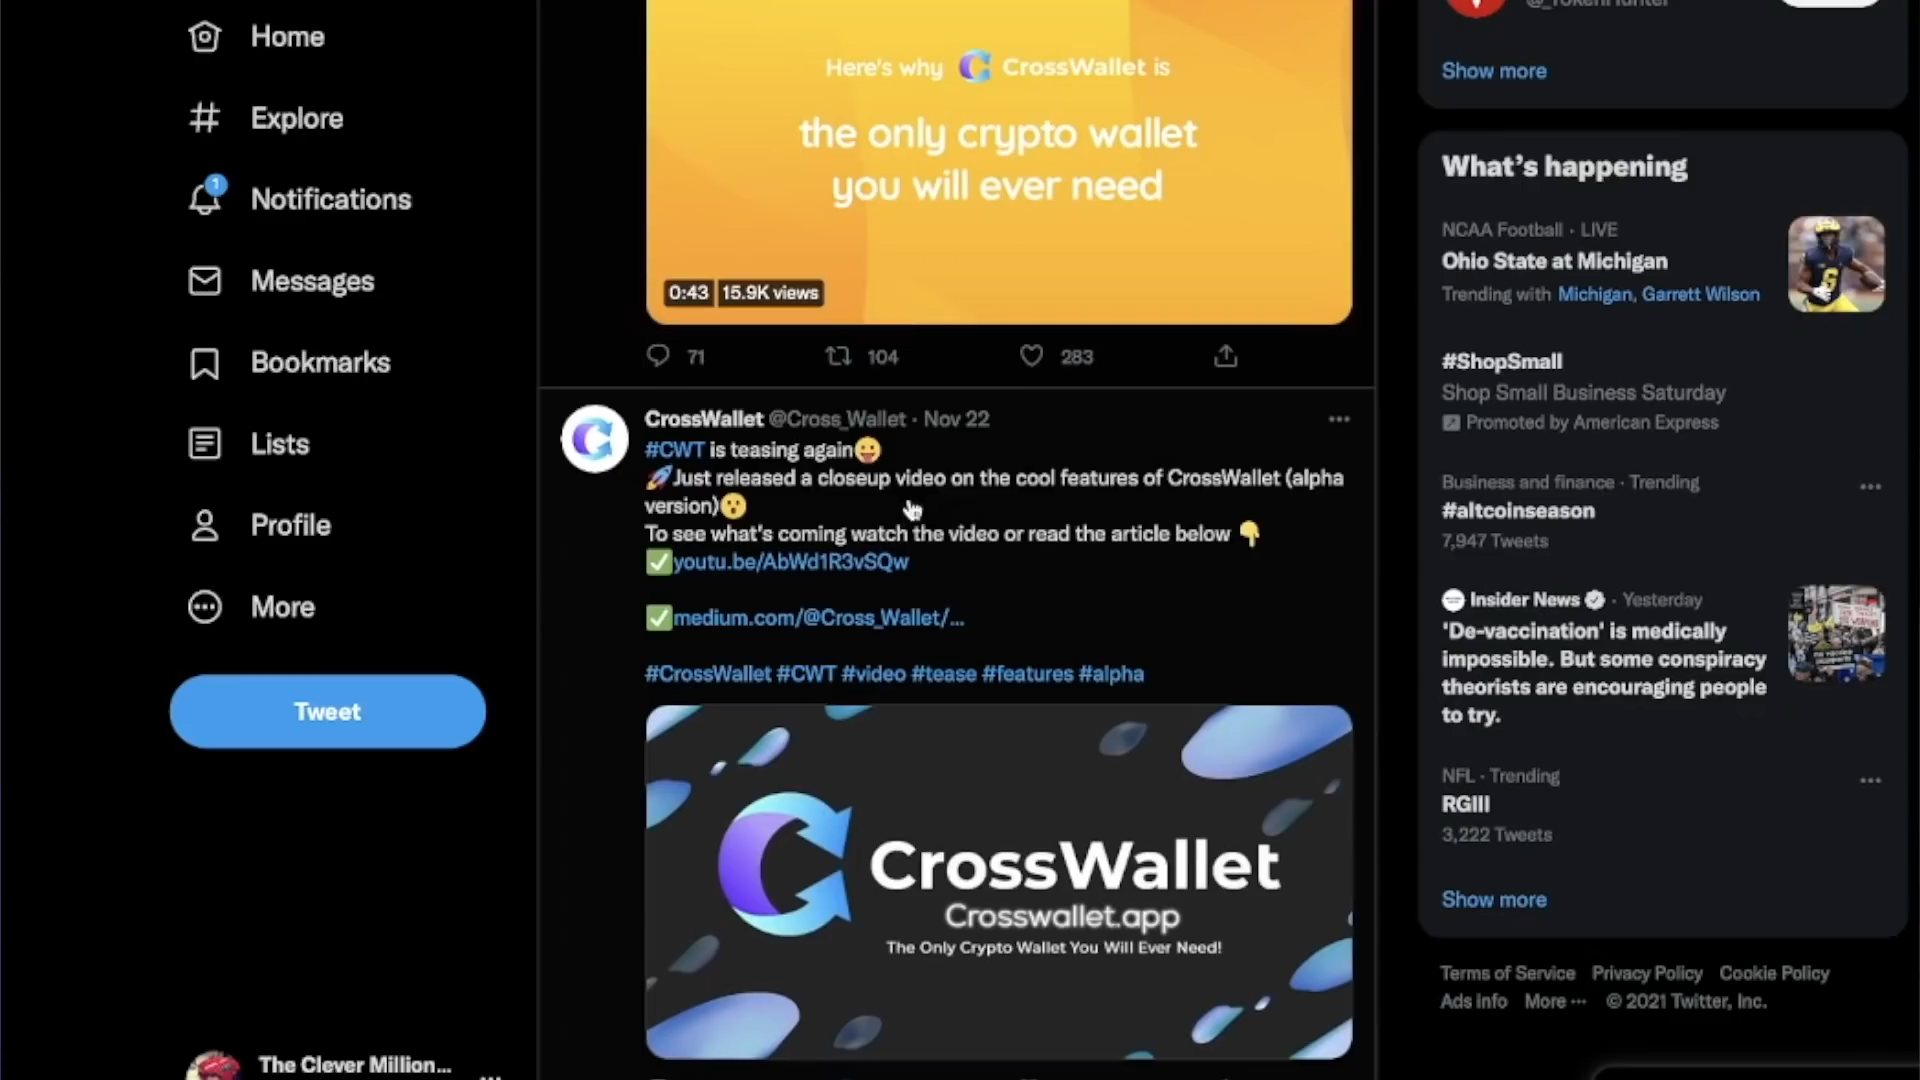 Home
Explore
1
Notifications
Messages
Bookmarks
Lists
Profile
More
Tweet
The Clever Million...
Here's why CrossWallet is
the only crypto wallet
you will ever need
0:43 15.9K views
71 104 283
CrossWallet @Cross_Wallet · Nov 22
#CWT is teasing again😛
🚀Just released a closeup video on the cool features of CrossWallet (alpha
version)😮
To see what's coming watch the video or read the article below 👇
✅youtu.be/AbWd1R3vSQw
✅medium.com/@Cross_Wallet/...
#CrossWallet #CWT #video #tease #features #alpha
CrossWallet
Crosswallet.app
The Only Crypto Wallet You Will Ever Need!
@_TokenHunter
Show more
What's happening
NCAA Football · LIVE
Ohio State at Michigan
Trending with Michigan, Garrett Wilson
#ShopSmall
Shop Small Business Saturday
Promoted by American Express
Business and finance · Trending
#altcoinseason
7,947 Tweets
Insider News · Yesterday
'De-vaccination' is medically
impossible. But some conspiracy
theorists are encouraging people
to try.
NFL · Trending
RGIII
3,222 Tweets
Show more
Terms of Service Privacy Policy Cookie Policy
Ads info More ··· © 2021 Twitter, Inc.